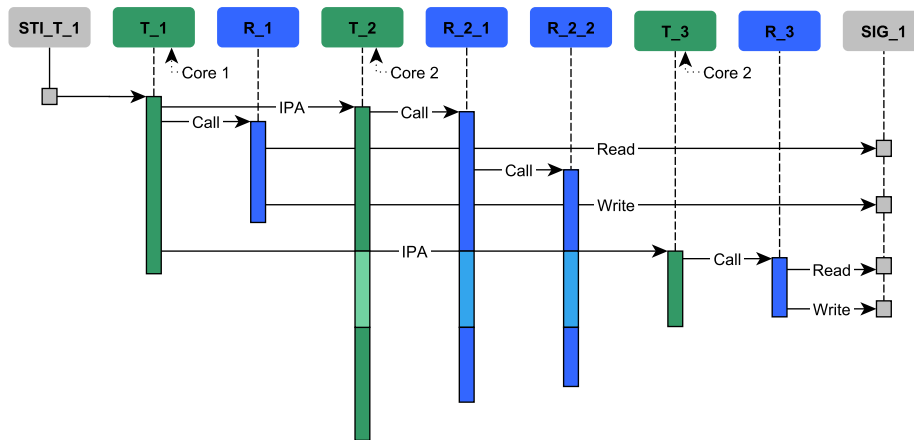 STI_T_1 T_1 R_1 T_2 R_2_1 R_2_2 T_3 R_3 SIG_1
Core 1 Core 2 Core 2
IPA Call
Call
Read
Call
Write
IPA Call
Read
Write